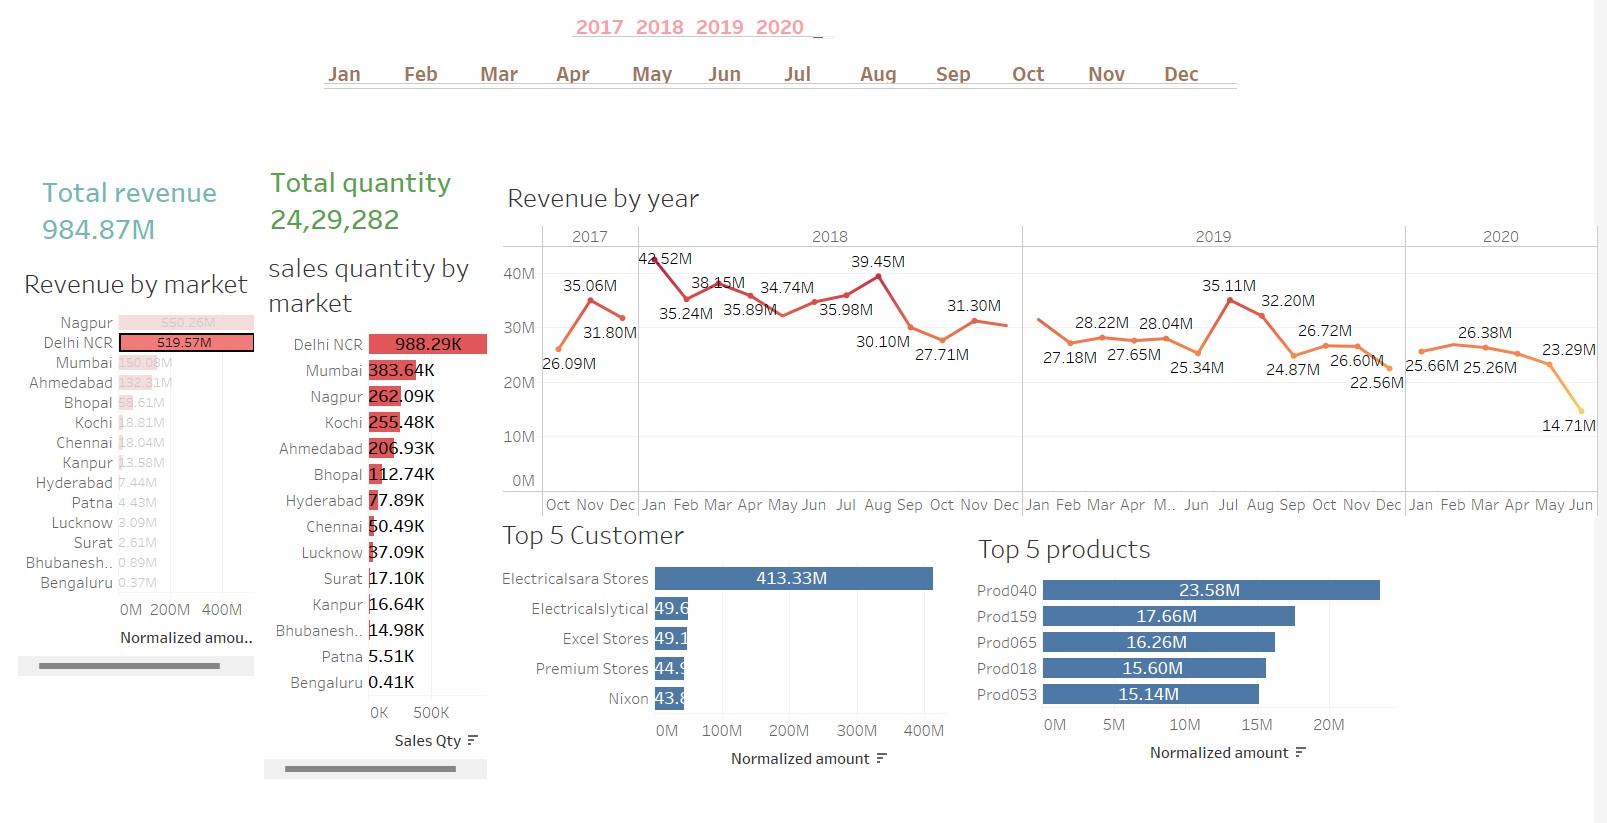 2017 2018 2019 2020 _
Jan Feb Mar Apr May Jun Jul Aug Sep Oct Nov Dec
Total revenue
984.87M
Total quantity
24,29,282
Revenue by market
Nagpur 550.26M
Delhi NCR 519.57M
Mumbai 150.08M
Ahmedabad 132.31M
Bhopal 58.61M
Kochi 18.81M
Chennai 18.04M
Kanpur 13.58M
Hyderabad 7.44M
Patna 4.43M
Lucknow 3.09M
Surat 2.61M
Bhubanesh.. 0.89M
Bengaluru 0.37M
0M 200M 400M
Normalized amou..
sales quantity by
market
Delhi NCR 988.29K
Mumbai 383.64K
Nagpur 262.09K
Kochi 255.48K
Ahmedabad 206.93K
Bhopal 112.74K
Hyderabad 77.89K
Chennai 50.49K
Lucknow 37.09K
Surat 17.10K
Kanpur 16.64K
Bhubanesh.. 14.98K
Patna 5.51K
Bengaluru 0.41K
0K 500K
Sales Qty
Revenue by year
2017 2018 2019 2020
40M
30M
20M
10M
0M
26.09M 35.06M 31.80M
42.52M 35.24M 38.15M 35.89M 34.74M 35.98M 39.45M 30.10M 27.71M 31.30M
27.18M 28.22M 27.65M 28.04M 25.34M 35.11M 32.20M 24.87M 26.72M 26.60M 22.56M
25.66M 26.38M 25.26M 23.29M 14.71M
Oct Nov Dec Jan Feb Mar Apr May Jun Jul Aug Sep Oct Nov Dec Jan Feb Mar Apr M.. Jun Jul Aug Sep Oct Nov Dec Jan Feb Mar Apr May Jun
Top 5 Customer
Electricalsara Stores 413.33M
Electricalslytical 49.6
Excel Stores 49.1
Premium Stores 44.9
Nixon 43.8
0M 100M 200M 300M 400M
Normalized amount
Top 5 products
Prod040 23.58M
Prod159 17.66M
Prod065 16.26M
Prod018 15.60M
Prod053 15.14M
0M 5M 10M 15M 20M
Normalized amount